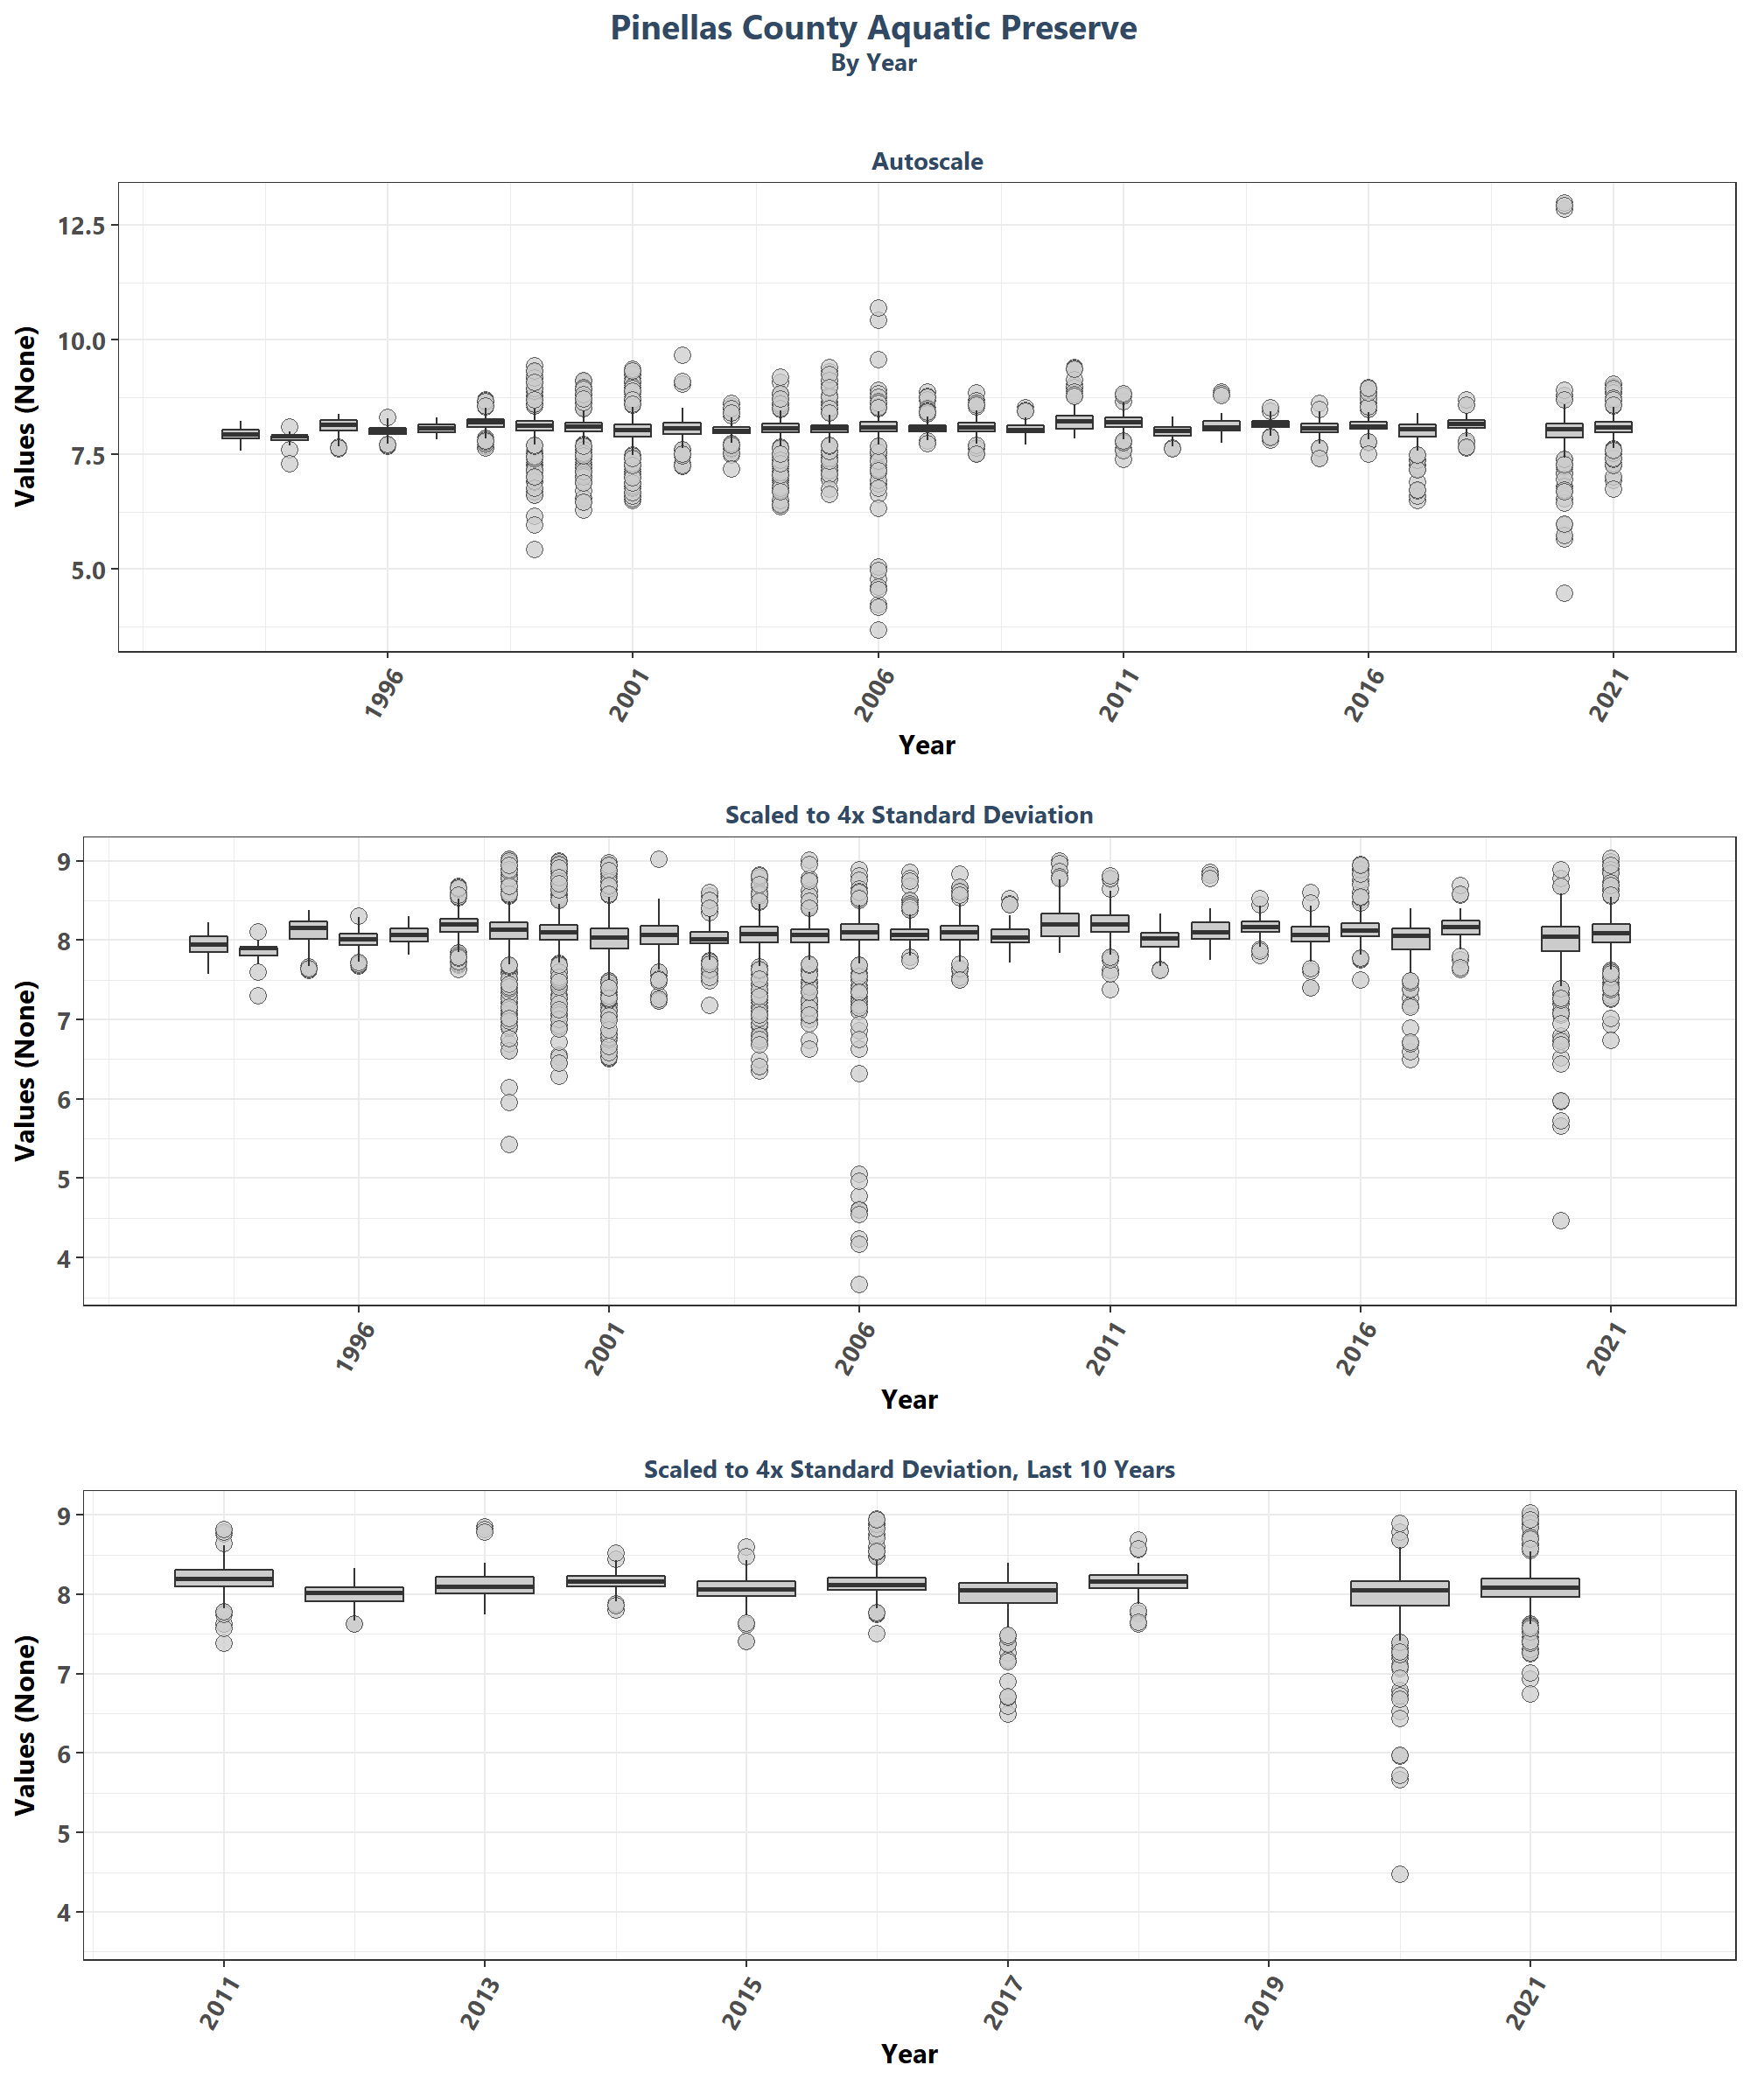 Pinellas County Aquatic Preserve
By Year
Autoscale
Values (None)
12.5
10.0
7.5
5.0
1996 2001 2006 2011 2016 2021
Year
Scaled to 4x Standard Deviation
Values (None)
9
8
7
6
5
4
1996 2001 2006 2011 2016 2021
Year
Scaled to 4x Standard Deviation, Last 10 Years
Values (None)
9
8
7
6
5
4
2011 2013 2015 2017 2019 2021
Year